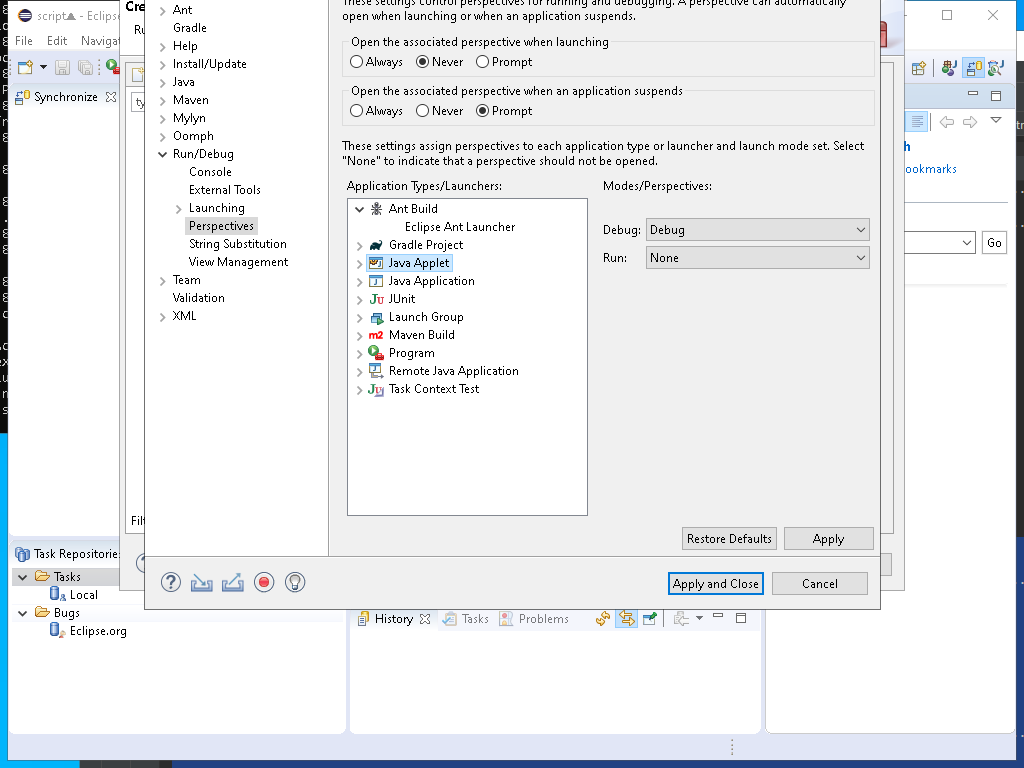 script - Eclipse
File Edit Navigat
Cre
Synchronize
Ant
Gradle
Help
Install/Update
Java
Maven
Mylyn
Oomph
Run/Debug
Console
External Tools
Launching
Perspectives
String Substitution
View Management
Team
Validation
XML
These settings control perspectives for running and debugging. A perspective can automatically
open when launching or when an application suspends.
Open the associated perspective when launching
Always Never Prompt
Open the associated perspective when an application suspends
Always Never Prompt
These settings assign perspectives to each application type or launcher and launch mode set. Select
"None" to indicate that a perspective should not be opened.
Application Types/Launchers:
Modes/Perspectives:
Ant Build
Eclipse Ant Launcher
Gradle Project
Java Applet
Java Application
JUnit
Launch Group
Maven Build
Program
Remote Java Application
Task Context Test
Debug: Debug
Run: None
Restore Defaults
Apply
Apply and Close
Cancel
ookmarks
Go
Filt
Task Repositories
Tasks
Local
Bugs
Eclipse.org
History Tasks Problems